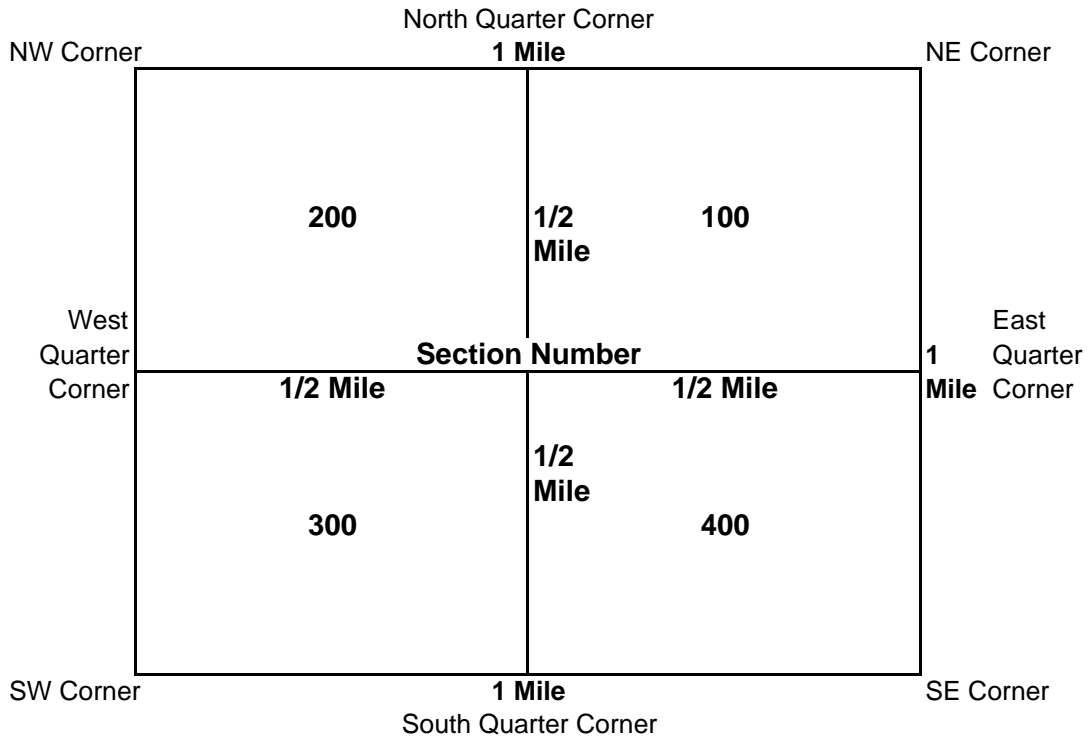 North Quarter Corner
NW Corner
1 Mile
NE Corner
200
1/2
Mile
100
West
Quarter
Corner
Section Number
1
Mile
East
Quarter
Corner
1/2 Mile
1/2 Mile
1/2
Mile
300
400
SW Corner
1 Mile
SE Corner
South Quarter Corner